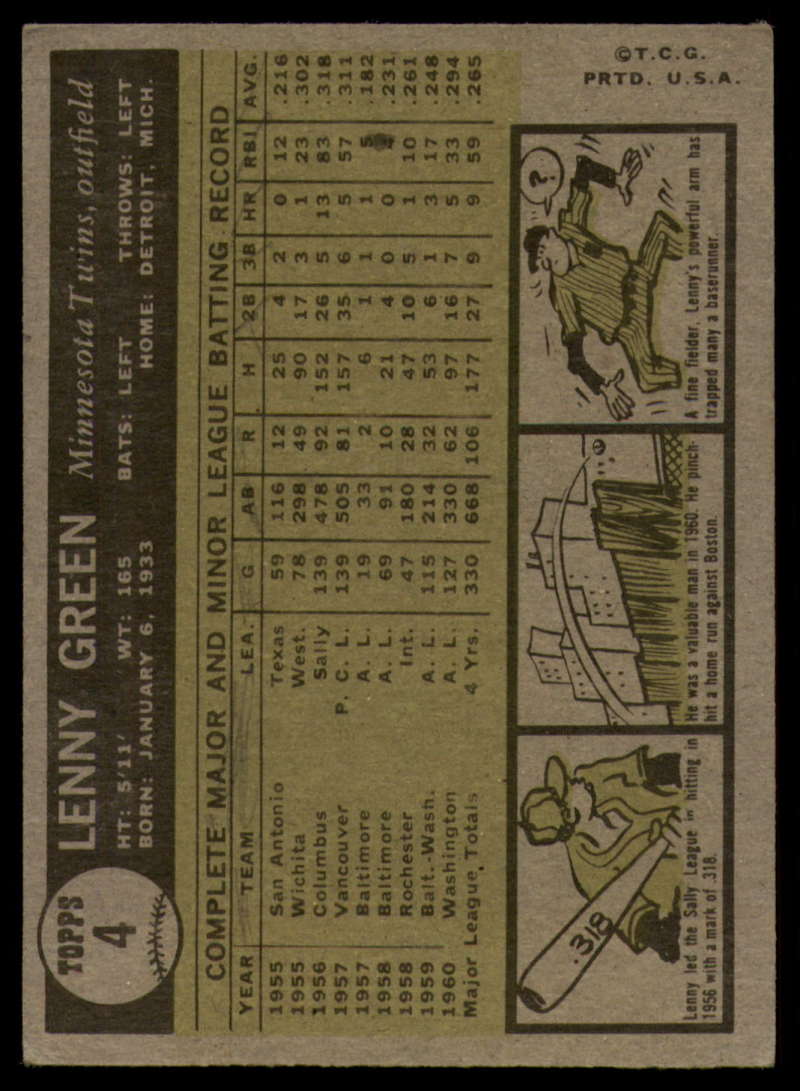 TOPPS
4
LENNY GREEN Minnesota Twins, outfield
HT: 5'11' WT: 165 BATS: LEFT THROWS: LEFT
BORN: JANUARY 6, 1933 HOME: DETROIT, MICH.
COMPLETE MAJOR AND MINOR LEAGUE BATTING RECORD
YEAR TEAM LEA. G AB R H 2B 3B HR RBI AVG.
1955 San Antonio Texas 59 116 12 25 4 2 0 12 .216
1955 Wichita West. 78 298 49 90 17 3 1 23 .302
1956 Columbus Sally 139 478 92 152 26 5 13 83 .318
1957 Vancouver P. C. L. 139 505 81 157 35 6 5 57 .311
1957 Baltimore A. L. 19 33 2 6 1 1 1 5 .182
1958 Baltimore A. L. 69 91 10 21 4 0 0 .231
1958 Rochester Int. 47 180 28 47 10 5 1 10 .261
1959 Balt.-Wash. A. L. 115 214 32 53 6 1 3 17 .248
1960 Washington A. L. 127 330 62 97 16 7 5 33 .294
Major League Totals 4 Yrs. 330 668 106 177 27 9 9 59 .265
.318
Lenny led the Sally League in hitting in
1956 with a mark of .318.
He was a valuable man in 1960. He pinch-
hit a home run against Boston.
?
A fine fielder. Lenny's powerful arm has
trapped many a baserunner.
©T.C.G.
PRTD. U.S.A.